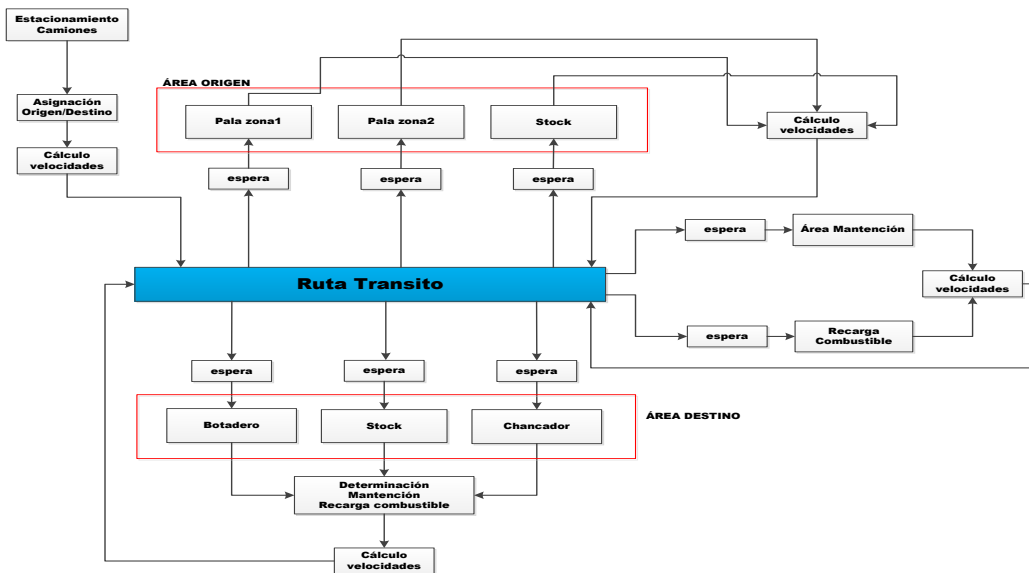 Estacionamiento
Camiones
Asignación
Origen/Destino
Cálculo
velocidades
ÁREA ORIGEN
Pala zona1
Pala zona2
Stock
Cálculo
velocidades
espera
espera
espera
espera
Área Mantención
Ruta Transito
Cálculo
velocidades
espera
Recarga
Combustible
espera
espera
espera
ÁREA DESTINO
Botadero
Stock
Chancador
Determinación
Mantención
Recarga combustible
Cálculo
velocidades